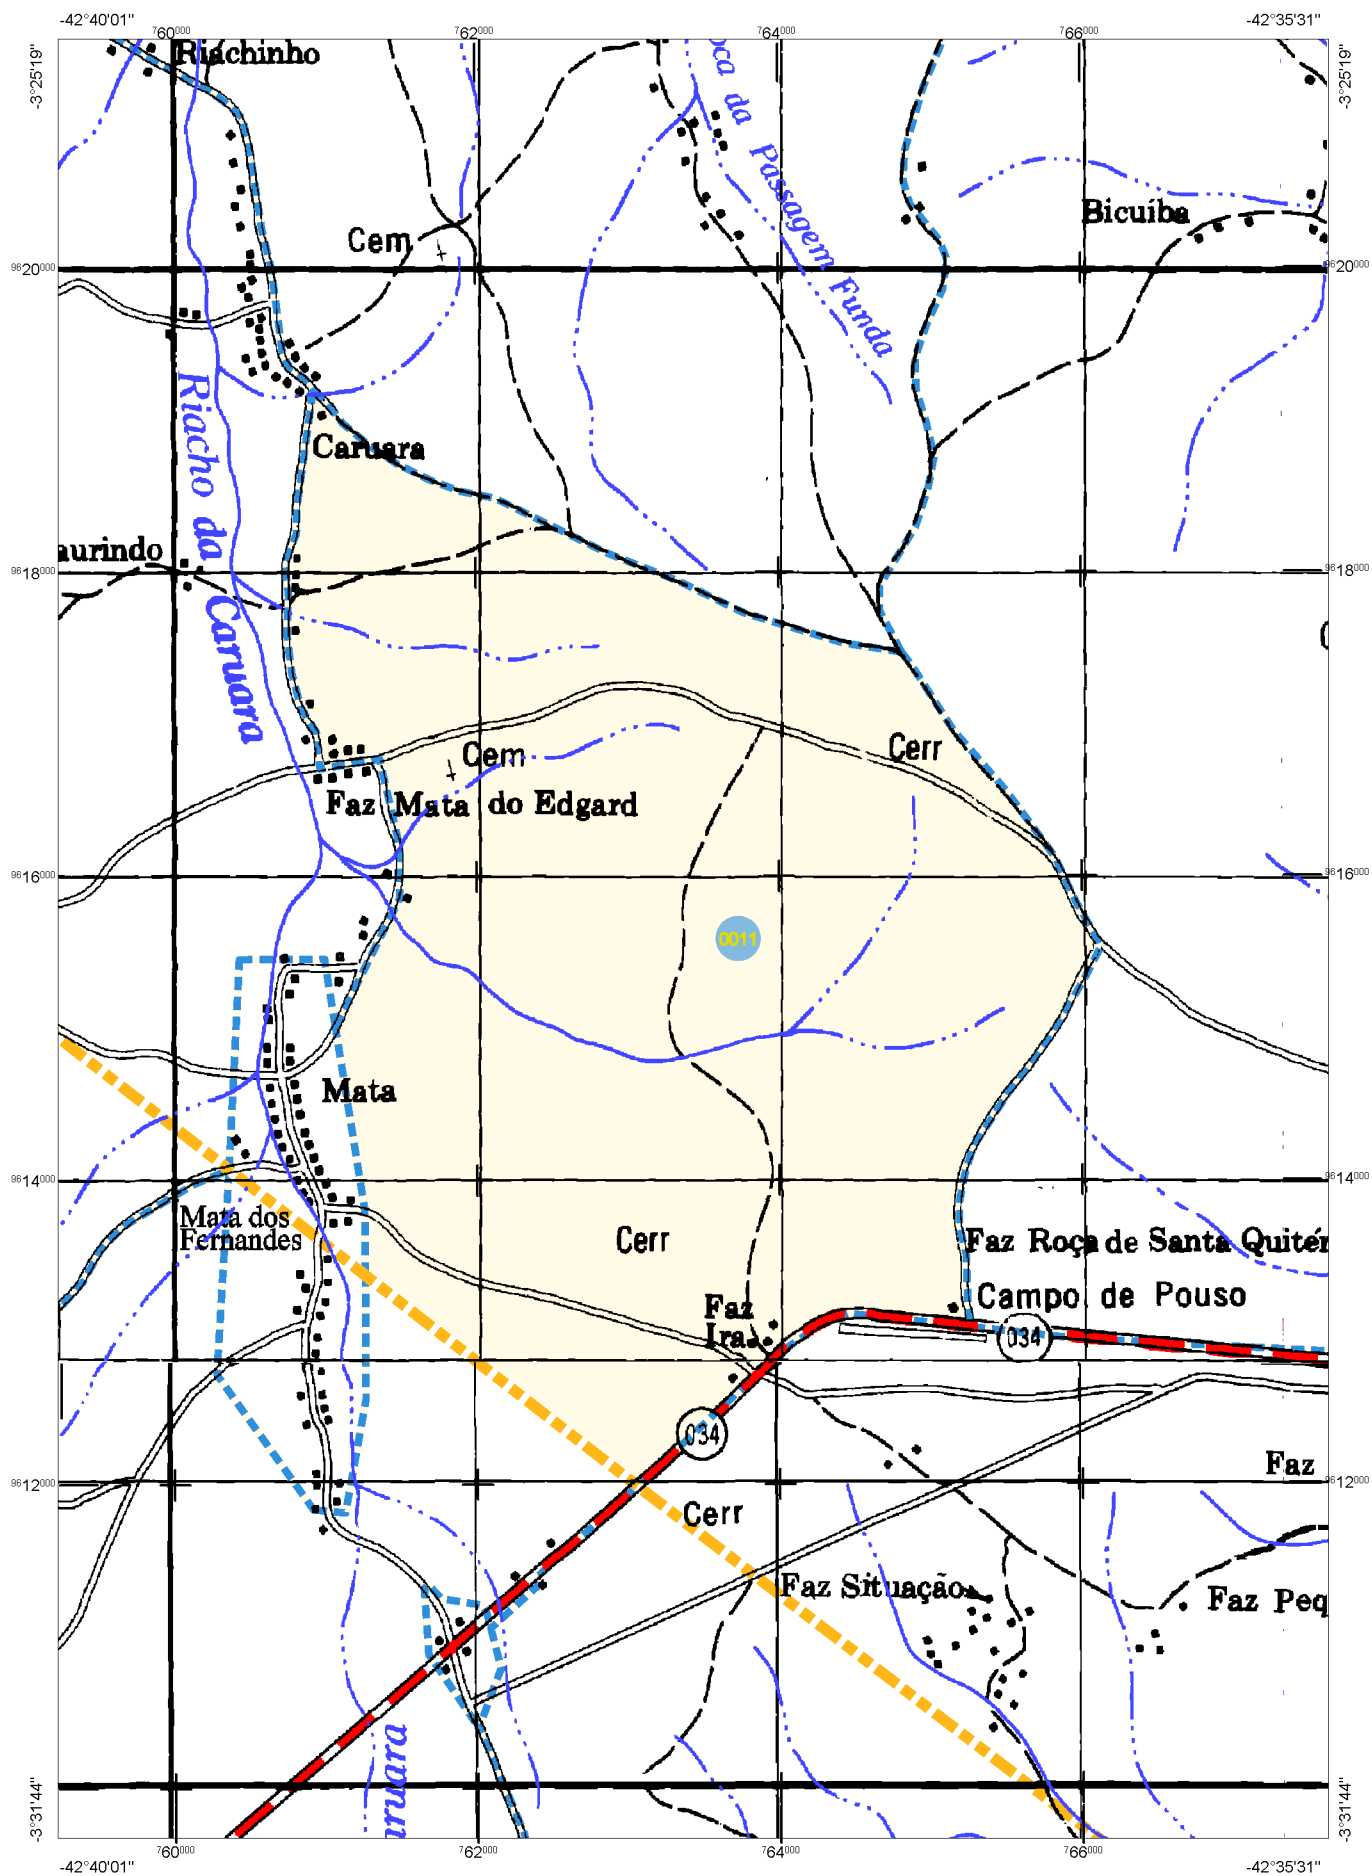 -42°40'01"
-42°35'31"
760000
762000
764000
766000
-3°25'19"
-3°25'19"
Riachinho
oca da Passagem Funda
Bicuíba
Cem
9620000
9620000
Riacho da Caruara
Caruara
aurindo
9618000
9618000
Cerr
Cem
Faz Mata do Edgard
9616000
9616000
0011
Mata
9614000
9614000
Mata dos
Fernandes
Cerr
Faz Roça de Santa Quitér
Campo de Pouso
Faz
Ira
034
034
Faz
9612000
9612000
Cerr
Faz Situação
Faz Peq
aruara
-3°31'44"
-3°31'44"
760000
762000
764000
766000
-42°40'01"
-42°35'31"